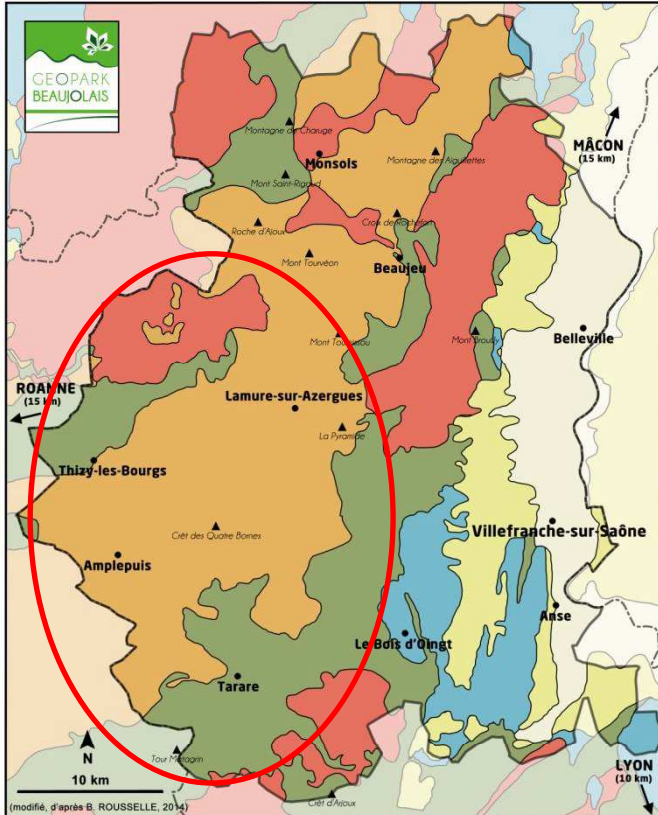 GEOPARK
BEAUJOLAIS
Montagne de Charuge
Monsols
Montagne des Aiguillettes
MÂCON
(15 km)
Mont Saint-Rigaud
Roche d'Ajoux
Croix de Rochefort
Mont Tourvéon
Beaujeu
Belleville
Mont Brouilly
ROANNE
(15 km)
Lamure-sur-Azergues
La Pyramide
Thizy-les-Bourgs
Crêt des Quatre Bornes
Villefranche-sur-Saône
Amplepuis
Anse
Le Bois d'Oingt
Tarare
N
10 km
Tour Matagrin
Crêt d'Arjoux
LYON
(10 km)
(modifié, d'après B. ROUSSELLE, 2014)